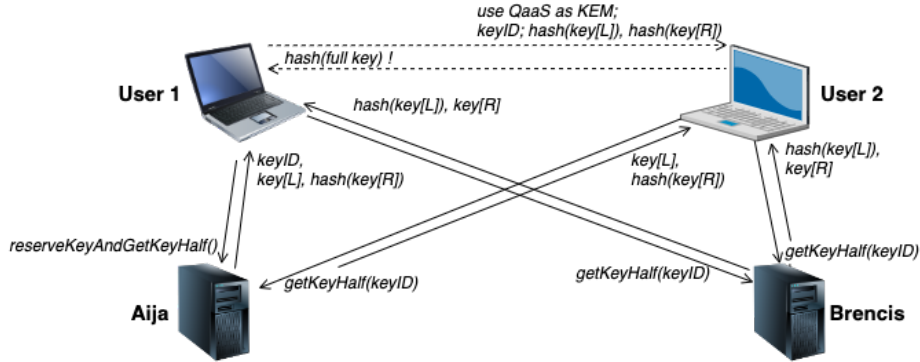 use QaaS as KEM;
keyID; hash(key[L]), hash(key[R])
hash(full key) !
User 1
User 2
hash(key[L]), key[R]
keyID,
key[L], hash(key[R])
key[L],
hash(key[R])
hash(key[L]),
key[R]
reserveKeyAndGetKeyHalf()
getKeyHalf(keyID)
getKeyHalf(keyID)
getKeyHalf(keyID)
Aija
Brencis